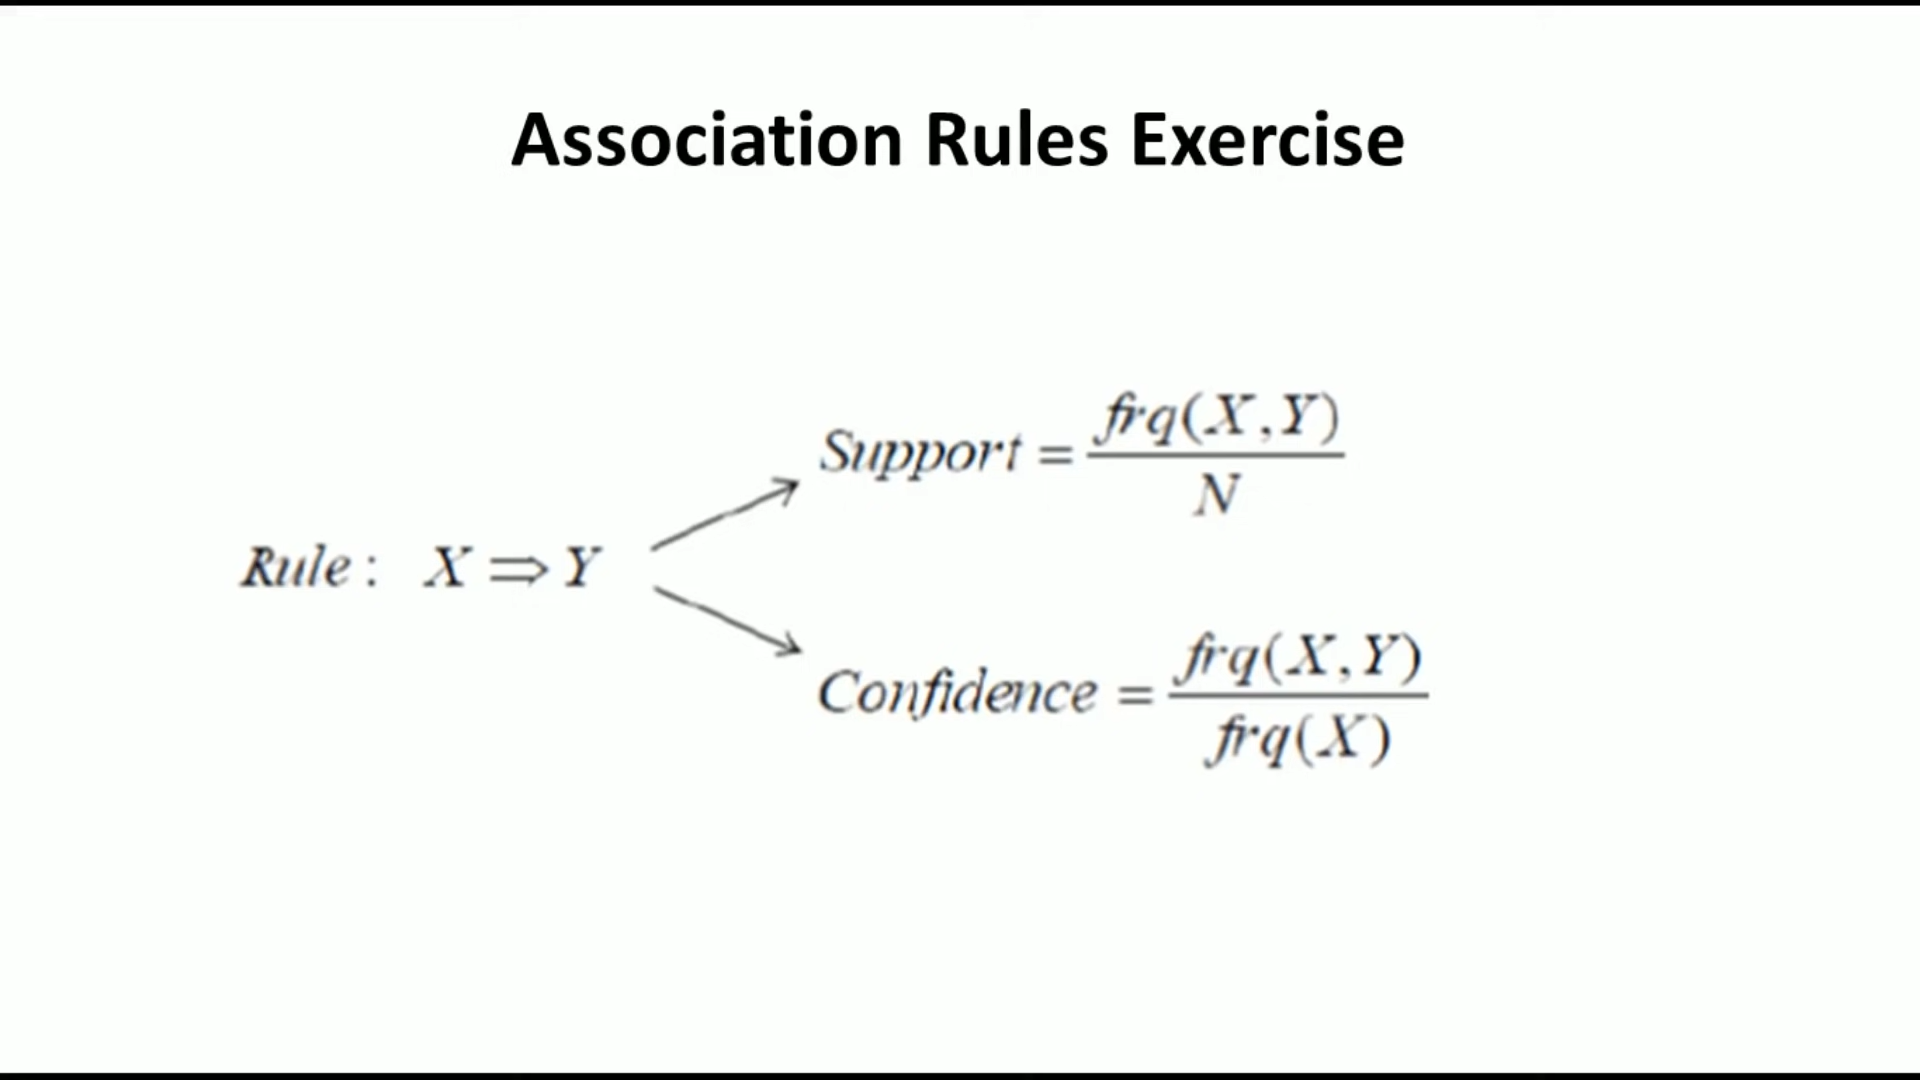 Association Rules Exercise
Support = frq(X,Y) / N
Rule: X ⇒ Y
Confidence = frq(X,Y) / frq(X)